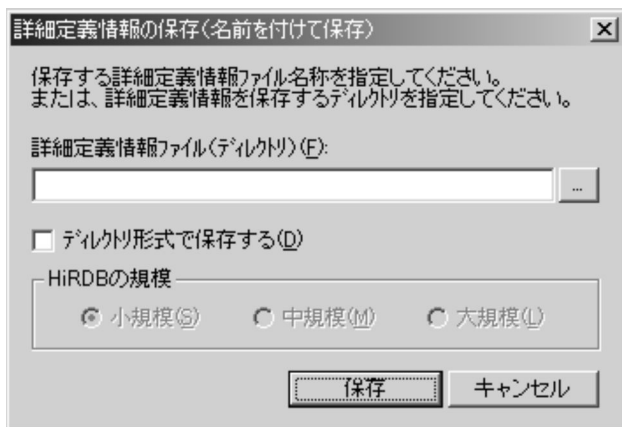 詳細定義情報の保存(名前を付けて保存)
保存する詳細定義情報ファイル名称を指定してください。
または、詳細定義情報を保存するディレクトリを指定してください。
詳細定義情報ファイル(ディレクトリ)(F):
...
ディレクトリ形式で保存する(D)
HiRDBの規模
小規模(S) 中規模(M) 大規模(L)
保存 キャンセル